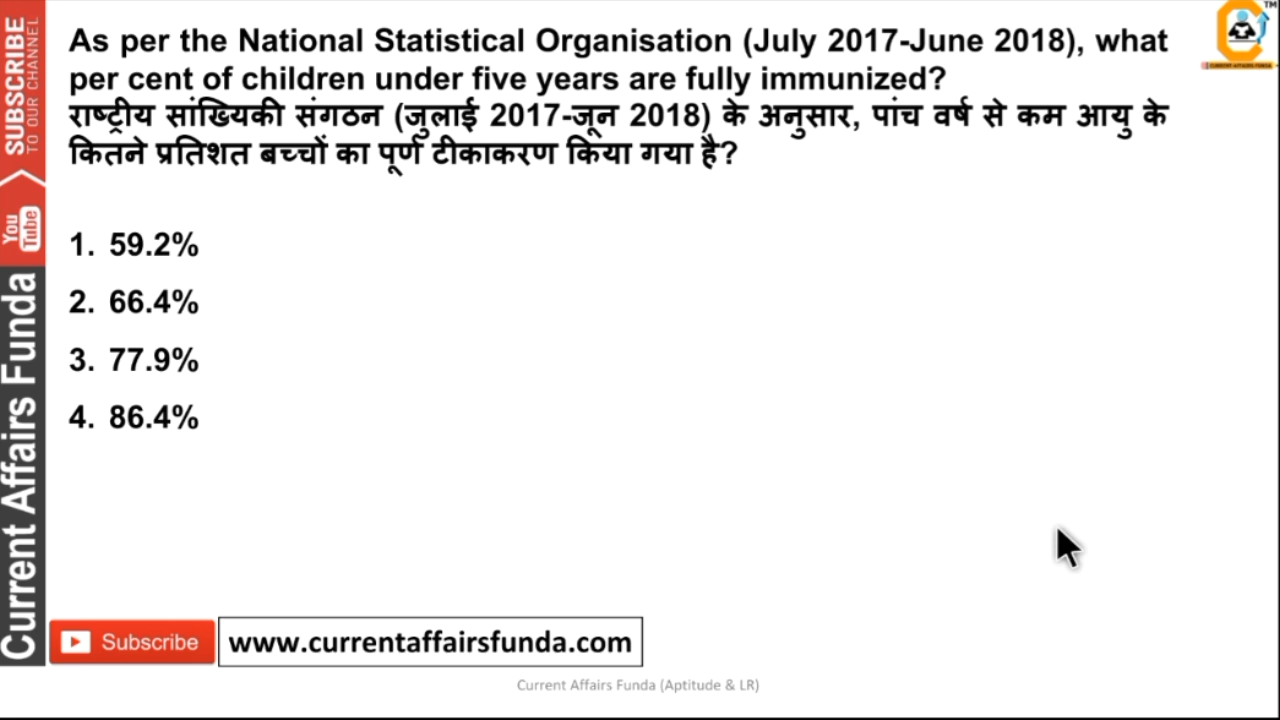 As per the National Statistical Organisation (July 2017-June 2018), what
per cent of children under five years are fully immunized?
राष्ट्रीय सांख्यिकी संगठन (जुलाई 2017-जून 2018) के अनुसार, पांच वर्ष से कम आयु के
कितने प्रतिशत बच्चों का पूर्ण टीकाकरण किया गया है?
1. 59.2%
2. 66.4%
3. 77.9%
4. 86.4%
SUBSCRIBE
TO OUR CHANNEL
You
Tube
Current Affairs Funda
TM
CURRENT AFFAIRS FUNDA
Subscribe
www.currentaffairsfunda.com
Current Affairs Funda (Aptitude & LR)